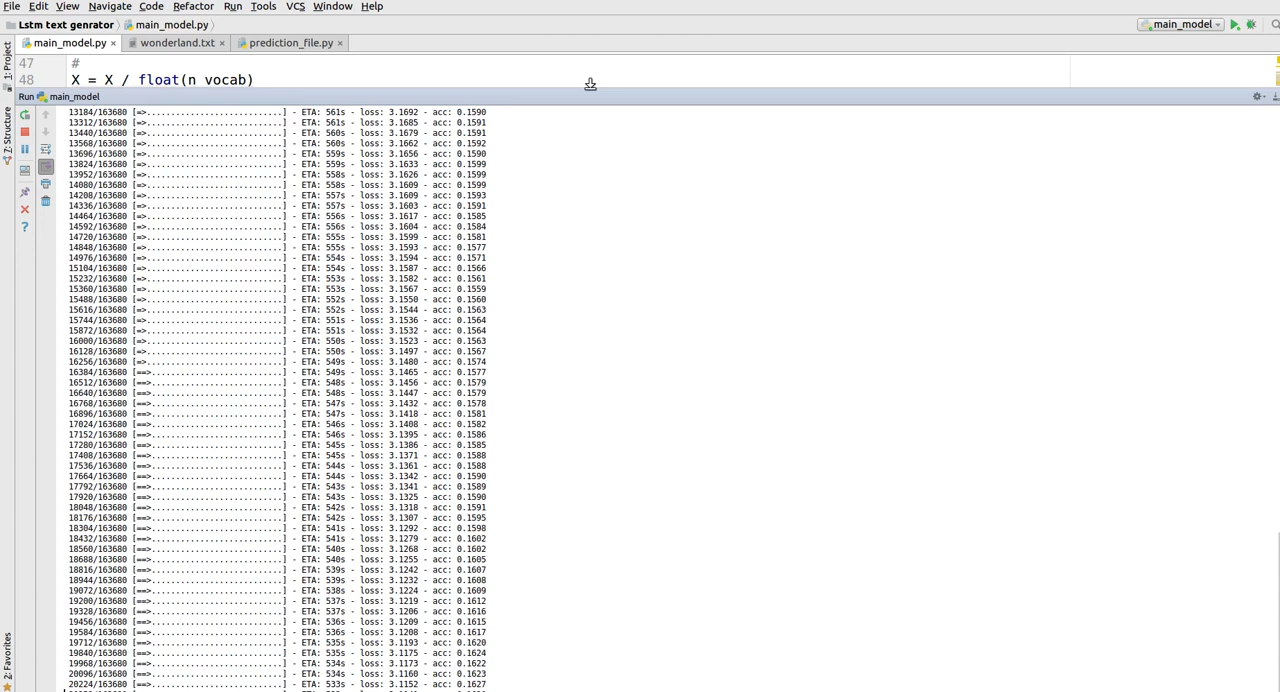 File Edit View Navigate Code Refactor Run Tools VCS Window Help
Lstm text genrator main_model.py main_model
main_model.py × wonderland.txt × prediction_file.py ×
1: Project
47 #
48 X = X / float(n_vocab)
Run main_model
7: Structure
13184/163680 [=>............................] - ETA: 561s - loss: 3.1692 - acc: 0.1590
13312/163680 [=>............................] - ETA: 561s - loss: 3.1685 - acc: 0.1591
13440/163680 [=>............................] - ETA: 560s - loss: 3.1679 - acc: 0.1591
13568/163680 [=>............................] - ETA: 560s - loss: 3.1662 - acc: 0.1592
13696/163680 [=>............................] - ETA: 559s - loss: 3.1656 - acc: 0.1590
13824/163680 [=>............................] - ETA: 559s - loss: 3.1633 - acc: 0.1599
13952/163680 [=>............................] - ETA: 558s - loss: 3.1626 - acc: 0.1599
14080/163680 [=>............................] - ETA: 558s - loss: 3.1609 - acc: 0.1599
14208/163680 [=>............................] - ETA: 557s - loss: 3.1609 - acc: 0.1593
14336/163680 [=>............................] - ETA: 557s - loss: 3.1603 - acc: 0.1591
14464/163680 [=>............................] - ETA: 556s - loss: 3.1617 - acc: 0.1585
14592/163680 [=>............................] - ETA: 556s - loss: 3.1604 - acc: 0.1584
14720/163680 [=>............................] - ETA: 555s - loss: 3.1599 - acc: 0.1581
14848/163680 [=>............................] - ETA: 555s - loss: 3.1593 - acc: 0.1577
14976/163680 [=>............................] - ETA: 554s - loss: 3.1594 - acc: 0.1571
15104/163680 [=>............................] - ETA: 554s - loss: 3.1587 - acc: 0.1566
15232/163680 [=>............................] - ETA: 553s - loss: 3.1582 - acc: 0.1561
15360/163680 [=>............................] - ETA: 553s - loss: 3.1567 - acc: 0.1559
15488/163680 [=>............................] - ETA: 552s - loss: 3.1550 - acc: 0.1560
15616/163680 [=>............................] - ETA: 552s - loss: 3.1544 - acc: 0.1563
15744/163680 [=>............................] - ETA: 551s - loss: 3.1536 - acc: 0.1564
15872/163680 [=>............................] - ETA: 551s - loss: 3.1532 - acc: 0.1564
16000/163680 [=>............................] - ETA: 550s - loss: 3.1523 - acc: 0.1563
16128/163680 [=>............................] - ETA: 550s - loss: 3.1497 - acc: 0.1567
16256/163680 [=>............................] - ETA: 549s - loss: 3.1480 - acc: 0.1574
16384/163680 [==>...........................] - ETA: 549s - loss: 3.1465 - acc: 0.1577
16512/163680 [==>...........................] - ETA: 548s - loss: 3.1456 - acc: 0.1579
16640/163680 [==>...........................] - ETA: 548s - loss: 3.1447 - acc: 0.1579
16768/163680 [==>...........................] - ETA: 547s - loss: 3.1432 - acc: 0.1578
16896/163680 [==>...........................] - ETA: 547s - loss: 3.1418 - acc: 0.1581
17024/163680 [==>...........................] - ETA: 546s - loss: 3.1408 - acc: 0.1582
17152/163680 [==>...........................] - ETA: 546s - loss: 3.1395 - acc: 0.1586
17280/163680 [==>...........................] - ETA: 545s - loss: 3.1386 - acc: 0.1585
17408/163680 [==>...........................] - ETA: 545s - loss: 3.1371 - acc: 0.1588
17536/163680 [==>...........................] - ETA: 544s - loss: 3.1361 - acc: 0.1588
17664/163680 [==>...........................] - ETA: 544s - loss: 3.1342 - acc: 0.1590
17792/163680 [==>...........................] - ETA: 543s - loss: 3.1341 - acc: 0.1589
17920/163680 [==>...........................] - ETA: 543s - loss: 3.1325 - acc: 0.1590
18048/163680 [==>...........................] - ETA: 542s - loss: 3.1318 - acc: 0.1591
18176/163680 [==>...........................] - ETA: 542s - loss: 3.1307 - acc: 0.1595
18304/163680 [==>...........................] - ETA: 541s - loss: 3.1292 - acc: 0.1598
18432/163680 [==>...........................] - ETA: 541s - loss: 3.1279 - acc: 0.1602
18560/163680 [==>...........................] - ETA: 540s - loss: 3.1268 - acc: 0.1602
18688/163680 [==>...........................] - ETA: 540s - loss: 3.1255 - acc: 0.1605
18816/163680 [==>...........................] - ETA: 539s - loss: 3.1242 - acc: 0.1607
18944/163680 [==>...........................] - ETA: 539s - loss: 3.1232 - acc: 0.1608
19072/163680 [==>...........................] - ETA: 538s - loss: 3.1224 - acc: 0.1609
19200/163680 [==>...........................] - ETA: 537s - loss: 3.1219 - acc: 0.1612
19328/163680 [==>...........................] - ETA: 537s - loss: 3.1206 - acc: 0.1616
19456/163680 [==>...........................] - ETA: 536s - loss: 3.1209 - acc: 0.1615
19584/163680 [==>...........................] - ETA: 536s - loss: 3.1208 - acc: 0.1617
19712/163680 [==>...........................] - ETA: 535s - loss: 3.1193 - acc: 0.1620
19840/163680 [==>...........................] - ETA: 535s - loss: 3.1175 - acc: 0.1624
19968/163680 [==>...........................] - ETA: 534s - loss: 3.1173 - acc: 0.1622
20096/163680 [==>...........................] - ETA: 534s - loss: 3.1160 - acc: 0.1623
20224/163680 [==>...........................] - ETA: 533s - loss: 3.1152 - acc: 0.1627
2: Favorites